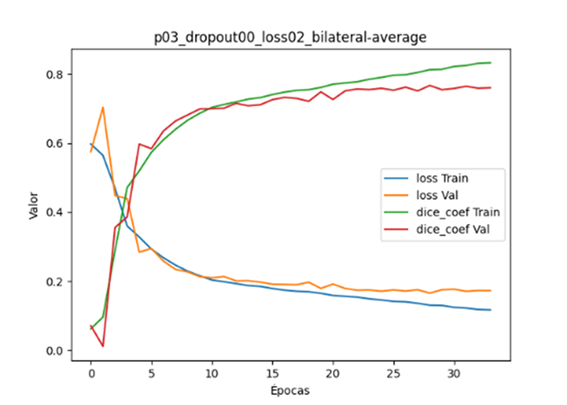 p03_dropout00_loss02_bilateral-average
Valor
0.8
0.6
0.4
0.2
0.0
loss Train
loss Val
dice_coef Train
dice_coef Val
0 5 10 15 20 25 30
Épocas